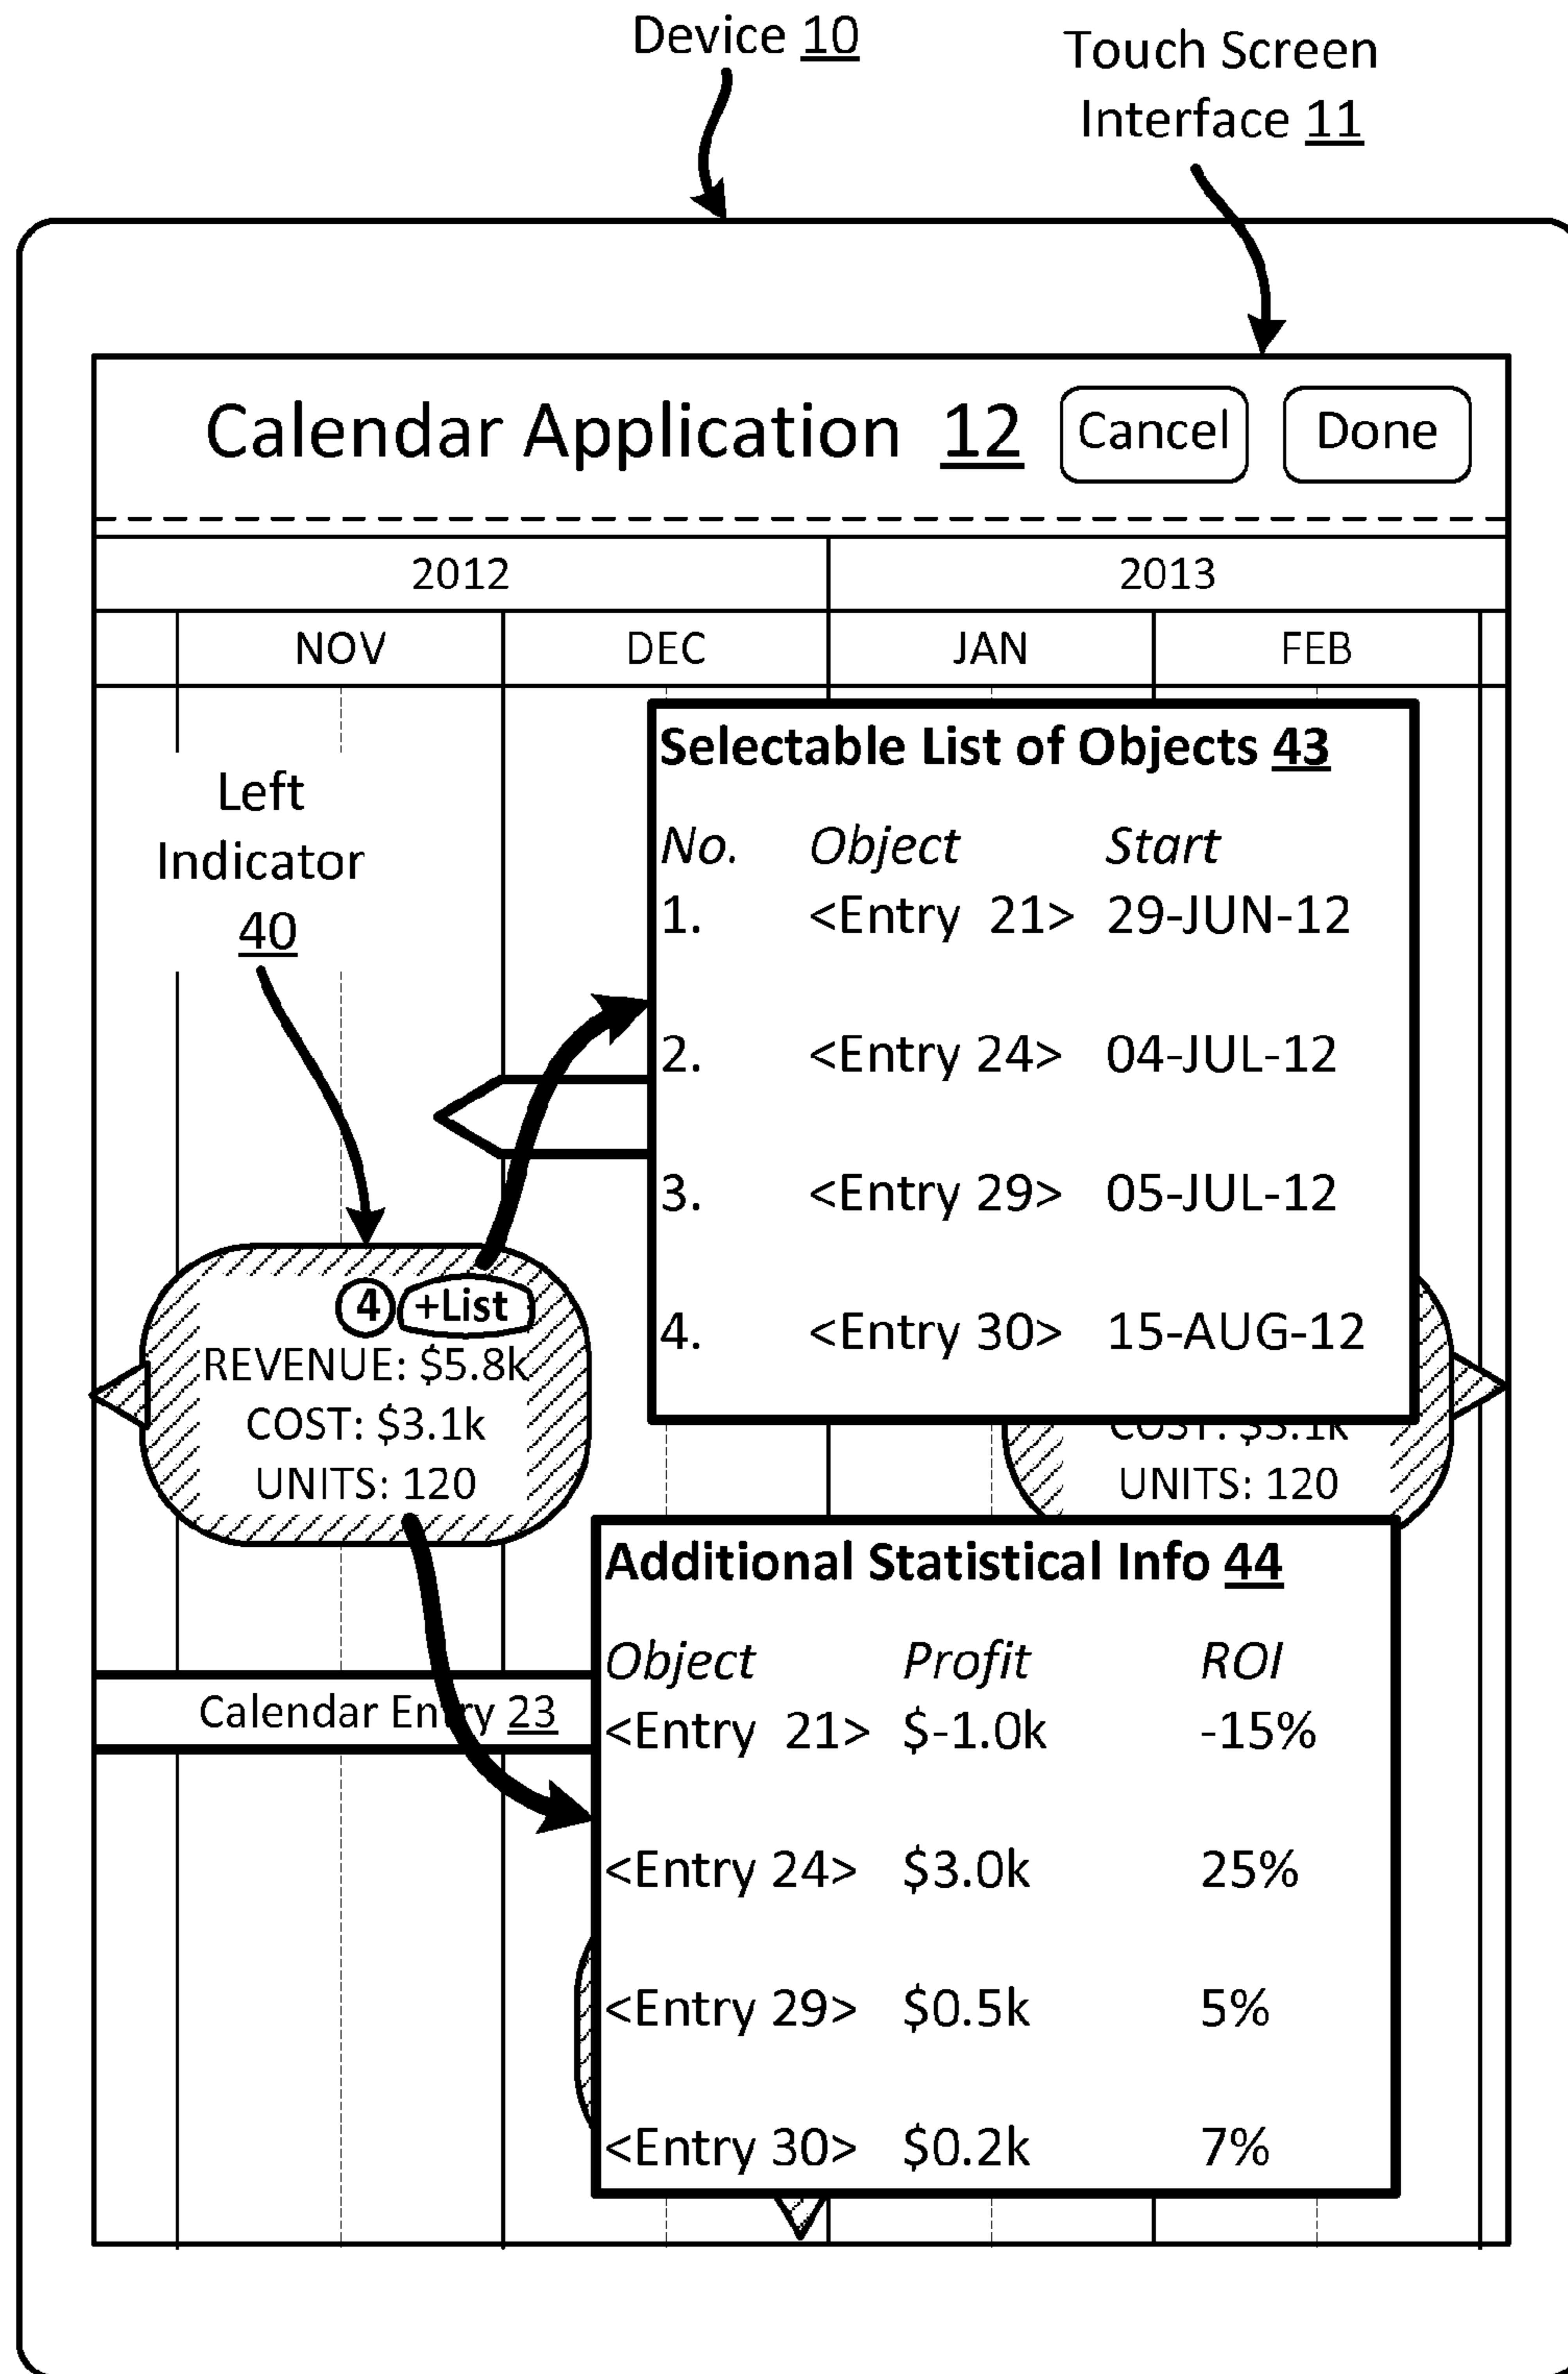 Device 10
Touch Screen
Interface 11
Calendar Application 12
Cancel
Done
2012
2013
NOV
DEC
JAN
FEB
Left
Indicator
40
Selectable List of Objects 43
No. Object Start
1. <Entry 21> 29-JUN-12
2. <Entry 24> 04-JUL-12
3. <Entry 29> 05-JUL-12
4. <Entry 30> 15-AUG-12
4 +List
REVENUE: $5.8k
COST: $3.1k
UNITS: 120
COST: $3.1k
UNITS: 120
Additional Statistical Info 44
Object Profit ROI
<Entry 21> $-1.0k -15%
<Entry 24> $3.0k 25%
<Entry 29> $0.5k 5%
<Entry 30> $0.2k 7%
Calendar Entry 23